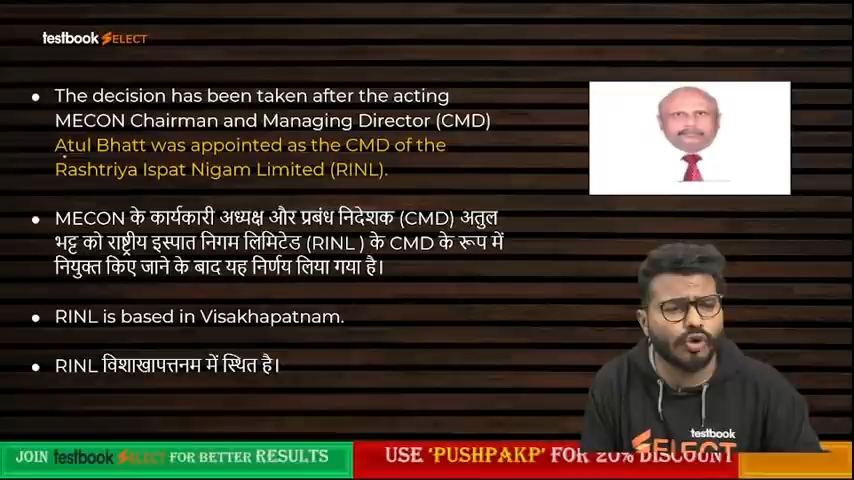 testbook SELECT
The decision has been taken after the acting
MECON Chairman and Managing Director (CMD)
Atul Bhatt was appointed as the CMD of the
Rashtriya Ispat Nigam Limited (RINL).
MECON के कार्यकारी अध्यक्ष और प्रबंध निदेशक (CMD) अतुल
भट्ट को राष्ट्रीय इस्पात निगम लिमिटेड (RINL ) के CMD के रूप में
नियुक्त किए जाने के बाद यह निर्णय लिया गया है।
RINL is based in Visakhapatnam.
RINL विशाखापत्तनम में स्थित है।
testbook
SELECT
JOIN testbook SELECT FOR BETTER RESULTS
USE 'PUSHPAKP' FOR 20% DISCOUNT